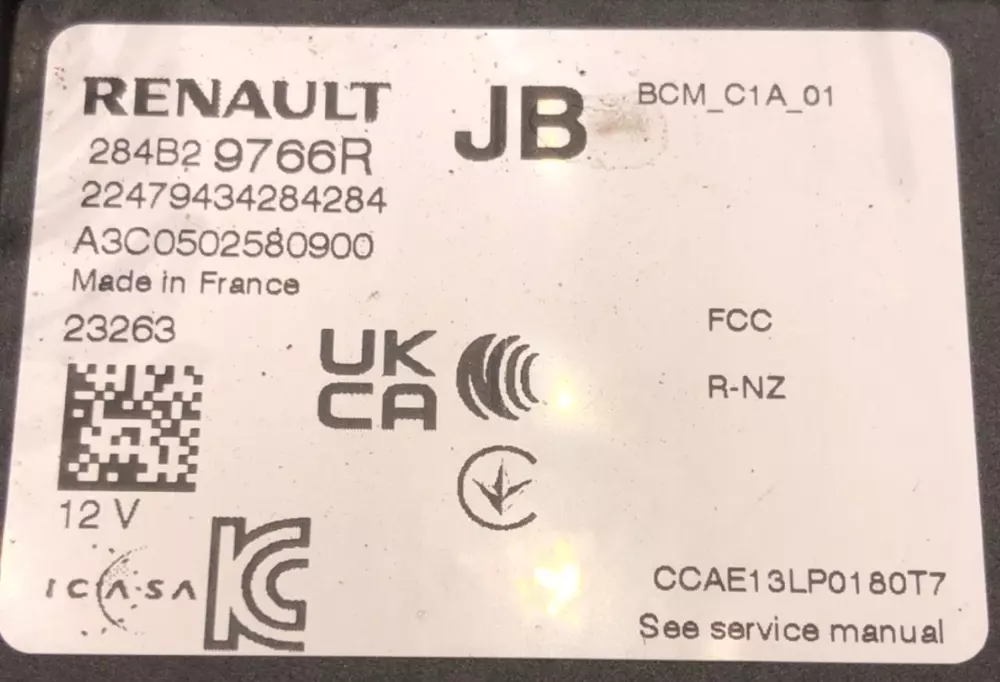 RENAULT
JB
BCM_C1A_01
284B2 9766R
22479434284284
A3C0502580900
Made in France
23263
FCC
UK
CA
R-NZ
12 V
ICASA
CCAE13LP0180T7
See service manual